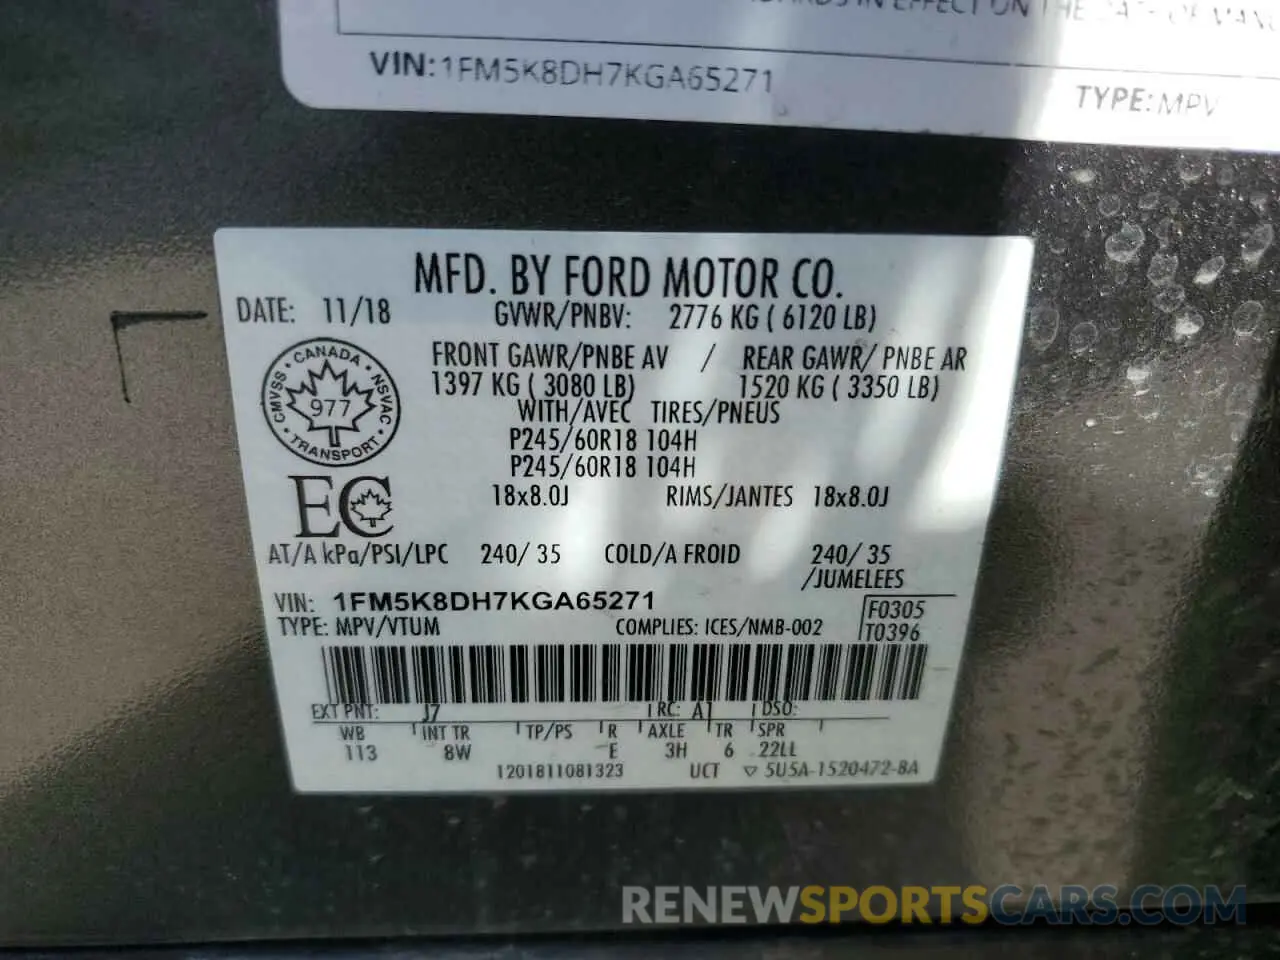 IN EFFECT ON THE
VIN:1FM5K8DH7KGA65271
TYPE:MPV
MFD. BY FORD MOTOR CO.
DATE: 11/18 GVWR/PNBV: 2776 KG ( 6120 LB)
FRONT GAWR/PNBE AV / REAR GAWR/ PNBE AR
1397 KG ( 3080 LB) 1520 KG ( 3350 LB)
WITH/AVEC TIRES/PNEUS
P245/60R18 104H
P245/60R18 104H
18x8.0J RIMS/JANTES 18x8.0J
CANADA
CMVSS NSVAC
977
TRANSPORT
EC
AT/A kPa/PSI/LPC 240/ 35 COLD/A FROID 240/ 35
/JUMELEES
VIN: 1FM5K8DH7KGA65271
F0305
TYPE: MPV/VTUM COMPLIES: ICES/NMB-002 T0396
EXT PNT: J7 RC: A1 DSO:
WB INT TR TP/PS R AXLE TR SPR
113 8W E 3H 6 22LL
1201811081323 UCT ▽ 5U5A-1520472-8A
RENEWSPORTSCARS.COM